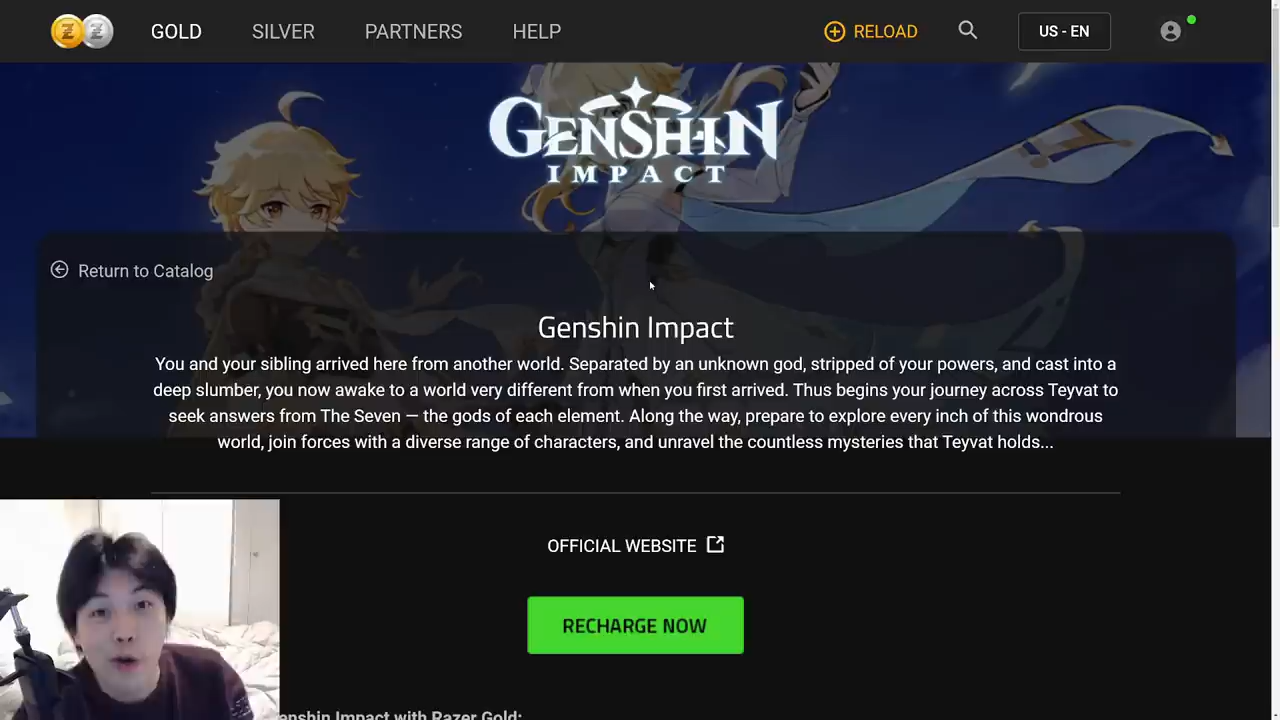 GOLD
SILVER
PARTNERS
HELP
RELOAD
US - EN
GENSHIN
IMPACT
Return to Catalog
Genshin Impact
You and your sibling arrived here from another world. Separated by an unknown god, stripped of your powers, and cast into a
deep slumber, you now awake to a world very different from when you first arrived. Thus begins your journey across Teyvat to
seek answers from The Seven — the gods of each element. Along the way, prepare to explore every inch of this wondrous
world, join forces with a diverse range of characters, and unravel the countless mysteries that Teyvat holds...
OFFICIAL WEBSITE
RECHARGE NOW
Impact with Razer Gold: